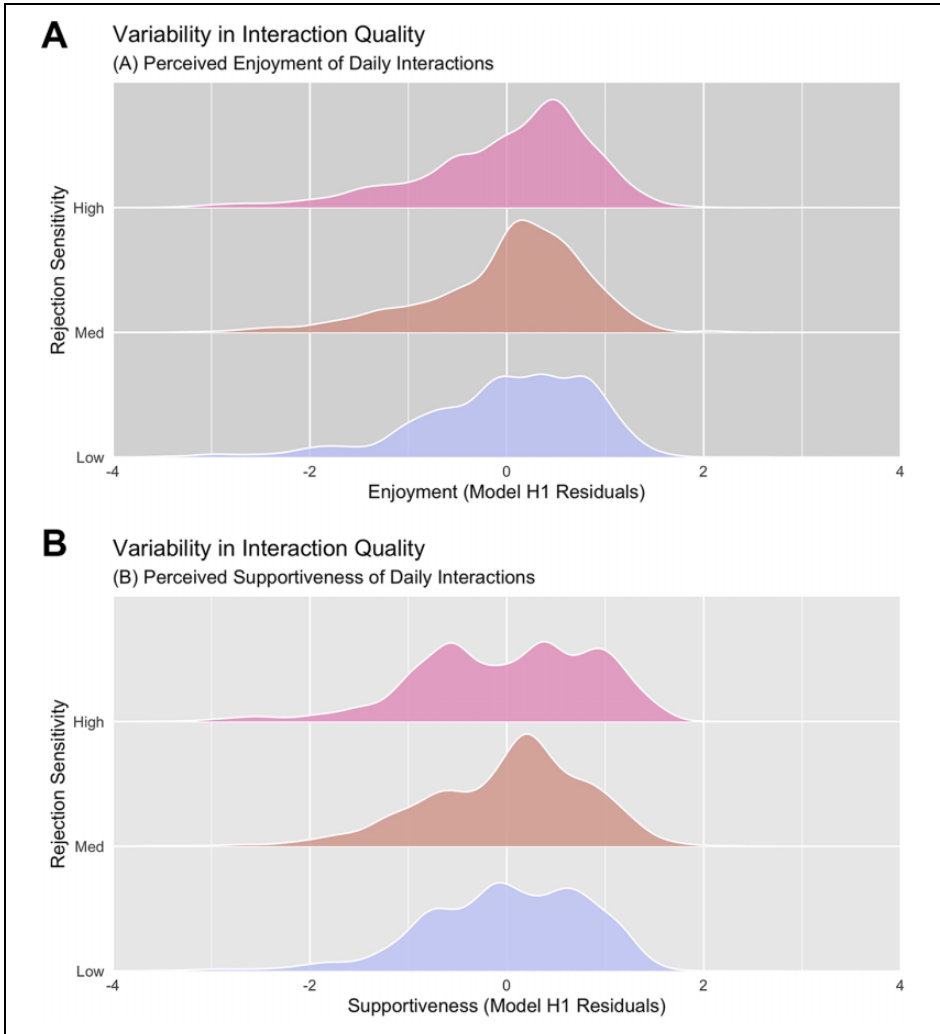 A
Variability in Interaction Quality
(A) Perceived Enjoyment of Daily Interactions
Rejection Sensitivity
High
Med
Low
-4 -2 0 2 4
Enjoyment (Model H1 Residuals)
B
Variability in Interaction Quality
(B) Perceived Supportiveness of Daily Interactions
Rejection Sensitivity
High
Med
Low
-4 -2 0 2 4
Supportiveness (Model H1 Residuals)